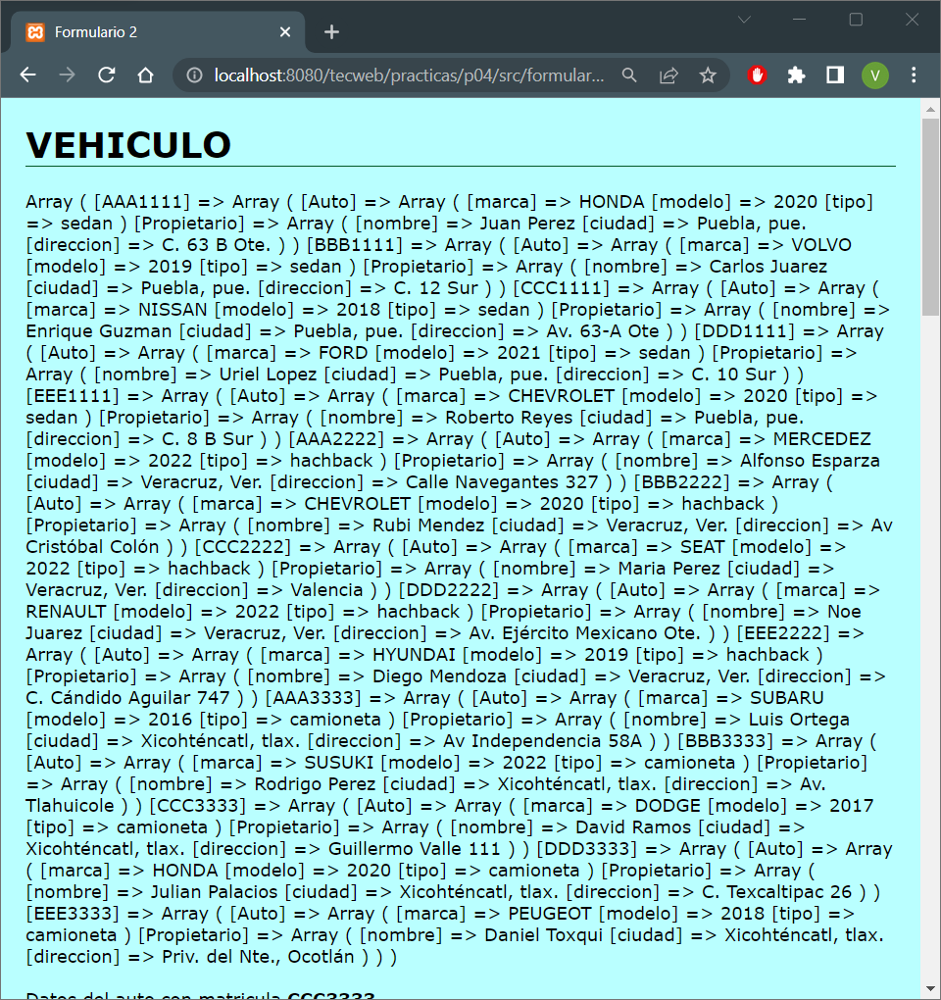 Formulario 2
localhost:8080/tecweb/practicas/p04/src/formular...
V
VEHICULO
Array ( [AAA1111] => Array ( [Auto] => Array ( [marca] => HONDA [modelo] => 2020 [tipo]
=> sedan ) [Propietario] => Array ( [nombre] => Juan Perez [ciudad] => Puebla, pue.
[direccion] => C. 63 B Ote. ) ) [BBB1111] => Array ( [Auto] => Array ( [marca] => VOLVO
[modelo] => 2019 [tipo] => sedan ) [Propietario] => Array ( [nombre] => Carlos Juarez
[ciudad] => Puebla, pue. [direccion] => C. 12 Sur ) ) [CCC1111] => Array ( [Auto] => Array (
[marca] => NISSAN [modelo] => 2018 [tipo] => sedan ) [Propietario] => Array ( [nombre] =>
Enrique Guzman [ciudad] => Puebla, pue. [direccion] => Av. 63-A Ote ) ) [DDD1111] => Array
( [Auto] => Array ( [marca] => FORD [modelo] => 2021 [tipo] => sedan ) [Propietario] =>
Array ( [nombre] => Uriel Lopez [ciudad] => Puebla, pue. [direccion] => C. 10 Sur ) )
[EEE1111] => Array ( [Auto] => Array ( [marca] => CHEVROLET [modelo] => 2020 [tipo] =>
sedan ) [Propietario] => Array ( [nombre] => Roberto Reyes [ciudad] => Puebla, pue.
[direccion] => C. 8 B Sur ) ) [AAA2222] => Array ( [Auto] => Array ( [marca] => MERCEDEZ
[modelo] => 2022 [tipo] => hachback ) [Propietario] => Array ( [nombre] => Alfonso Esparza
[ciudad] => Veracruz, Ver. [direccion] => Calle Navegantes 327 ) ) [BBB2222] => Array (
[Auto] => Array ( [marca] => CHEVROLET [modelo] => 2020 [tipo] => hachback )
[Propietario] => Array ( [nombre] => Rubi Mendez [ciudad] => Veracruz, Ver. [direccion] => Av
Cristóbal Colón ) ) [CCC2222] => Array ( [Auto] => Array ( [marca] => SEAT [modelo] =>
2022 [tipo] => hachback ) [Propietario] => Array ( [nombre] => Maria Perez [ciudad] =>
Veracruz, Ver. [direccion] => Valencia ) ) [DDD2222] => Array ( [Auto] => Array ( [marca] =>
RENAULT [modelo] => 2022 [tipo] => hachback ) [Propietario] => Array ( [nombre] => Noe
Juarez [ciudad] => Veracruz, Ver. [direccion] => Av. Ejército Mexicano Ote. ) ) [EEE2222] =>
Array ( [Auto] => Array ( [marca] => HYUNDAI [modelo] => 2019 [tipo] => hachback )
[Propietario] => Array ( [nombre] => Diego Mendoza [ciudad] => Veracruz, Ver. [direccion] =>
C. Cándido Aguilar 747 ) ) [AAA3333] => Array ( [Auto] => Array ( [marca] => SUBARU
[modelo] => 2016 [tipo] => camioneta ) [Propietario] => Array ( [nombre] => Luis Ortega
[ciudad] => Xicohténcatl, tlax. [direccion] => Av Independencia 58A ) ) [BBB3333] => Array (
[Auto] => Array ( [marca] => SUSUKI [modelo] => 2022 [tipo] => camioneta ) [Propietario]
=> Array ( [nombre] => Rodrigo Perez [ciudad] => Xicohténcatl, tlax. [direccion] => Av.
Tlahuicole ) ) [CCC3333] => Array ( [Auto] => Array ( [marca] => DODGE [modelo] => 2017
[tipo] => camioneta ) [Propietario] => Array ( [nombre] => David Ramos [ciudad] =>
Xicohténcatl, tlax. [direccion] => Guillermo Valle 111 ) ) [DDD3333] => Array ( [Auto] => Array
( [marca] => HONDA [modelo] => 2020 [tipo] => camioneta ) [Propietario] => Array (
[nombre] => Julian Palacios [ciudad] => Xicohténcatl, tlax. [direccion] => C. Texcaltipac 26 ) )
[EEE3333] => Array ( [Auto] => Array ( [marca] => PEUGEOT [modelo] => 2018 [tipo] =>
camioneta ) [Propietario] => Array ( [nombre] => Daniel Toxqui [ciudad] => Xicohténcatl, tlax.
[direccion] => Priv. del Nte., Ocotlán ) ) )
Datos del auto con matricula CCC3333